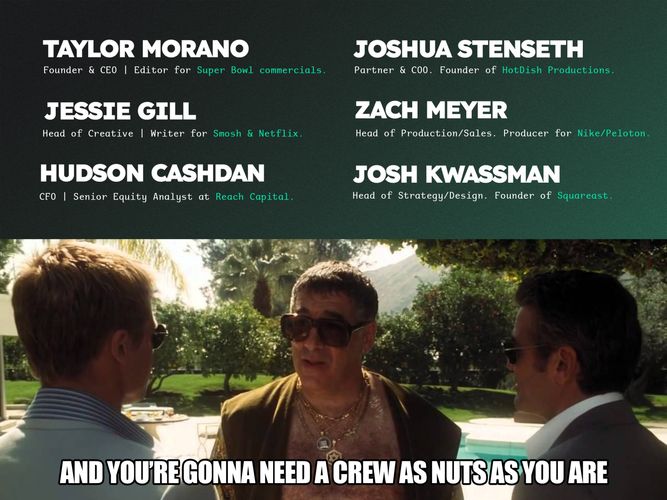 TAYLOR MORANO
Founder & CEO | Editor for Super Bowl commercials.
JESSIE GILL
Head of Creative | Writer for Smosh & Netflix.
HUDSON CASHDAN
CFO | Senior Equity Analyst at Reach Capital.
JOSHUA STENSETH
Partner & COO. Founder of HotDish Productions.
ZACH MEYER
Head of Production/Sales. Producer for Nike/Peloton.
JOSH KWASSMAN
Head of Strategy/Design. Founder of Squareast.
AND YOU'RE GONNA NEED A CREW AS NUTS AS YOU ARE